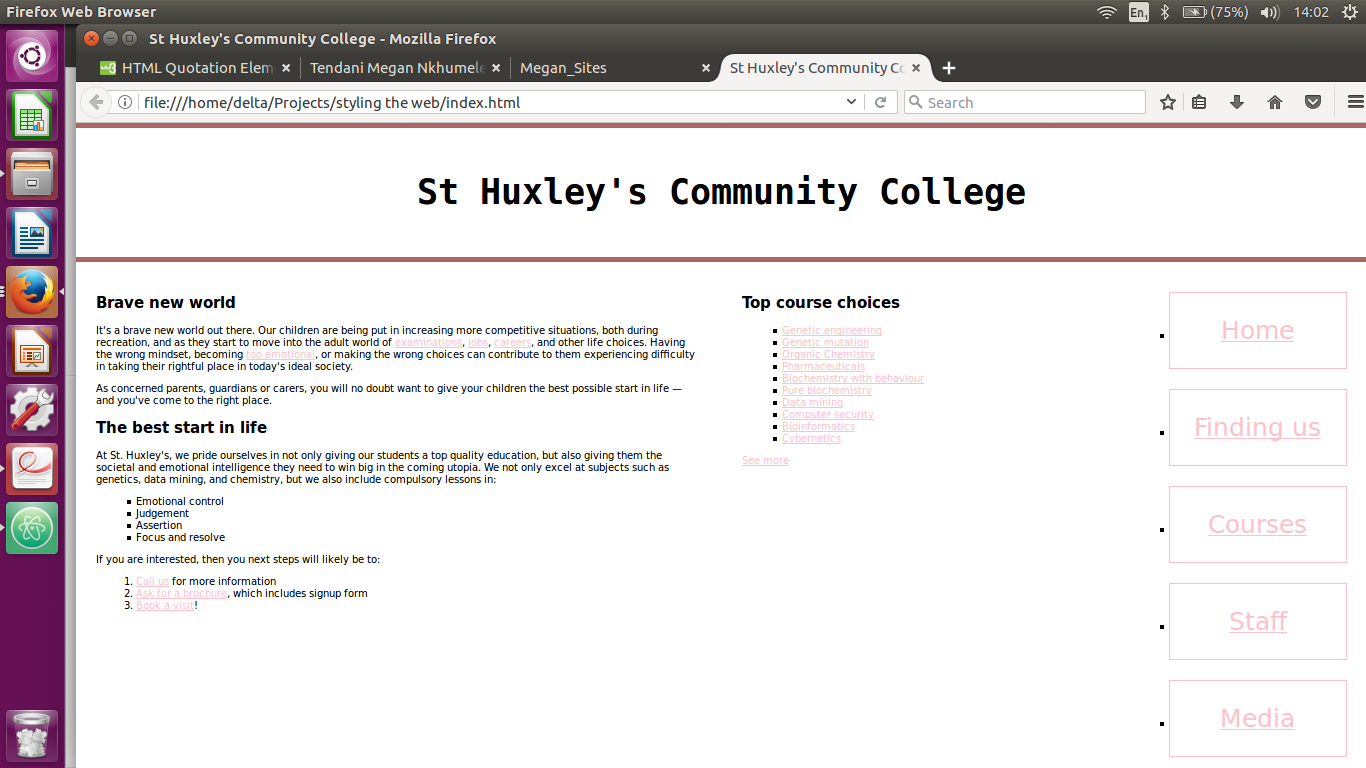 Firefox Web Browser
En1
(75%)
14:02
St Huxley's Community College - Mozilla Firefox
HTML Quotation Elem
Tendani Megan Nkhumele
Megan_Sites
St Huxley's Community Co
file:///home/delta/Projects/styling the web/index.html
Search
St Huxley's Community College
Brave new world
It's a brave new world out there. Our children are being put in increasing more competitive situations, both during
recreation, and as they start to move into the adult world of examinations, jobs, careers, and other life choices. Having
the wrong mindset, becoming too emotional, or making the wrong choices can contribute to them experiencing difficulty
in taking their rightful place in today's ideal society.
As concerned parents, guardians or carers, you will no doubt want to give your children the best possible start in life —
and you've come to the right place.
The best start in life
At St. Huxley's, we pride ourselves in not only giving our students a top quality education, but also giving them the
societal and emotional intelligence they need to win big in the coming utopia. We not only excel at subjects such as
genetics, data mining, and chemistry, but we also include compulsory lessons in:
Emotional control
Judgement
Assertion
Focus and resolve
If you are interested, then you next steps will likely be to:
1. Call us for more information
2. Ask for a brochure, which includes signup form
3. Book a visit!
Top course choices
Genetic engineering
Genetic mutation
Organic Chemistry
Pharmaceuticals
Biochemistry with behaviour
Pure biochemistry
Data mining
Computer security
Bioinformatics
Cybernetics
See more
Home
Finding us
Courses
Staff
Media